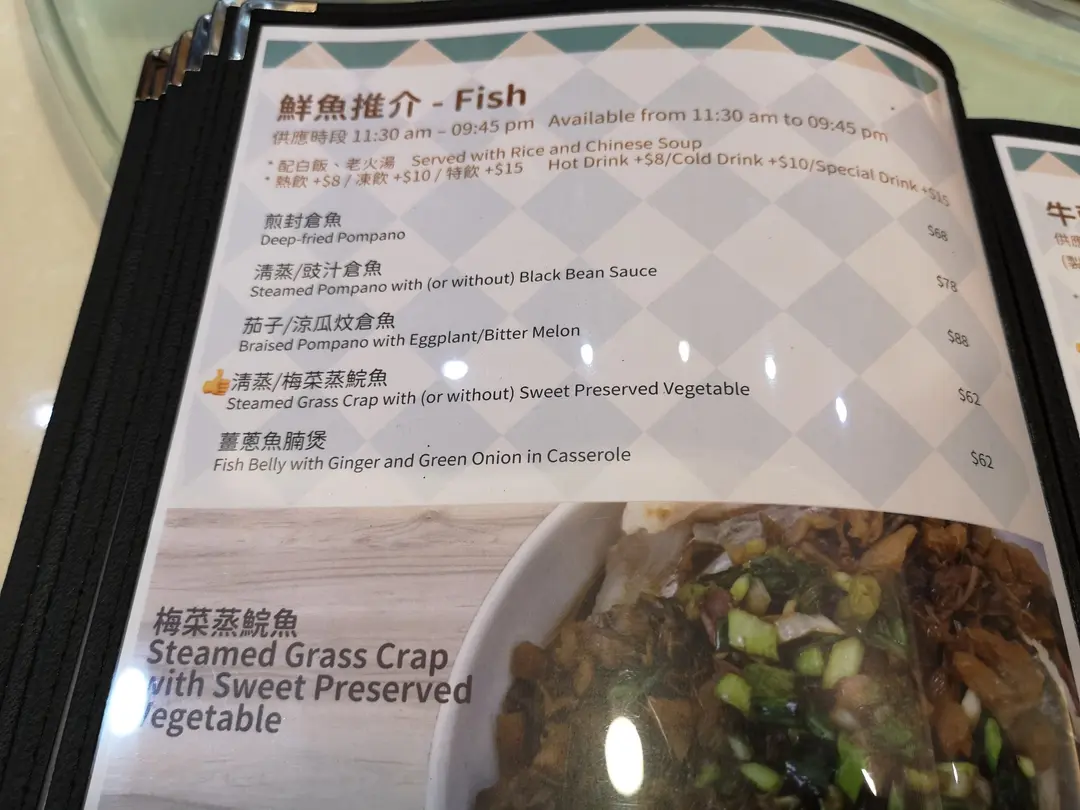 鮮魚推介 - Fish
供應時段 11:30 am – 09:45 pm Available from 11:30 am to 09:45 pm
* 配白飯、老火湯 Served with Rice and Chinese Soup
* 熱飲 +$8 / 凍飲 +$10 / 特飲 +$15 Hot Drink +$8/Cold Drink +$10/Special Drink +$15
煎封倉魚
Deep-fried Pompano $68
清蒸/豉汁倉魚
Steamed Pompano with (or without) Black Bean Sauce $78
茄子/涼瓜炆倉魚
Braised Pompano with Eggplant/Bitter Melon $88
清蒸/梅菜蒸鯇魚
Steamed Grass Crap with (or without) Sweet Preserved Vegetable $62
薑蔥魚腩煲
Fish Belly with Ginger and Green Onion in Casserole $62
梅菜蒸鯇魚
Steamed Grass Crap
with Sweet Preserved
Vegetable